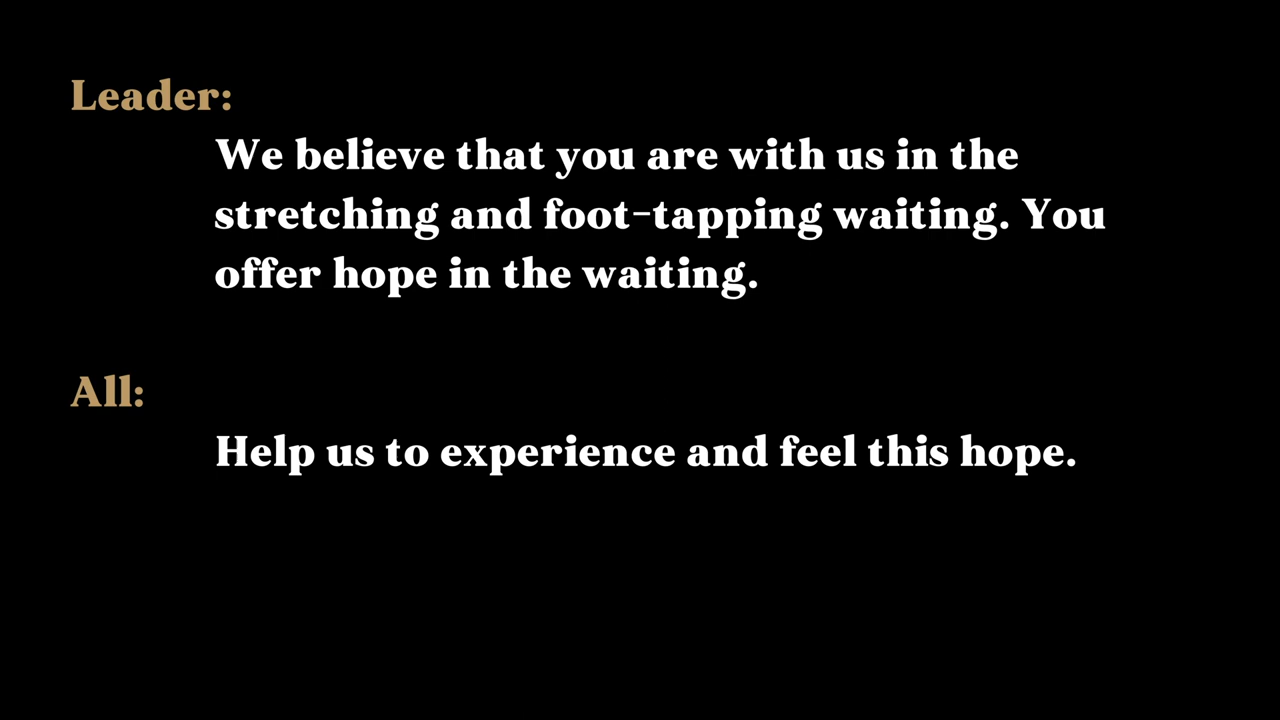 Leader:
We believe that you are with us in the
stretching and foot-tapping waiting. You
offer hope in the waiting.
All:
Help us to experience and feel this hope.